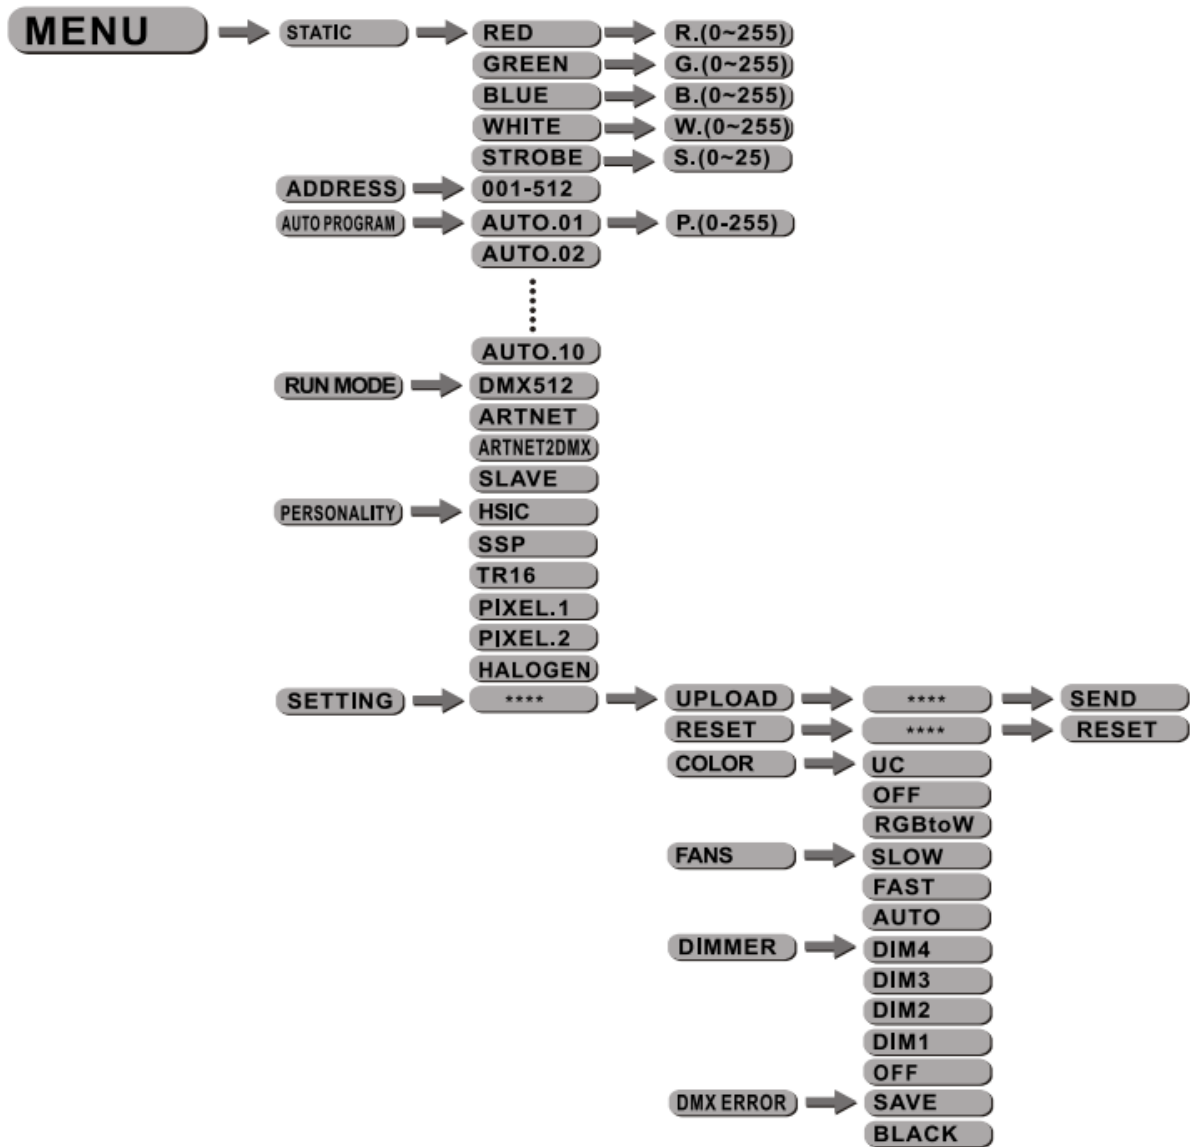 MENU STATIC RED R.(0~255)
GREEN G.(0~255)
BLUE B.(0~255)
WHITE W.(0~255)
STROBE S.(0~25)
ADDRESS 001-512
AUTO PROGRAM AUTO.01 P.(0-255)
AUTO.02
AUTO.10
RUN MODE DMX512
ARTNET
ARTNET2DMX
SLAVE
PERSONALITY HSIC
SSP
TR16
PIXEL.1
PIXEL.2
HALOGEN
SETTING **** UPLOAD **** SEND
RESET **** RESET
COLOR UC
OFF
RGBtoW
FANS SLOW
FAST
AUTO
DIMMER DIM4
DIM3
DIM2
DIM1
OFF
DMX ERROR SAVE
BLACK